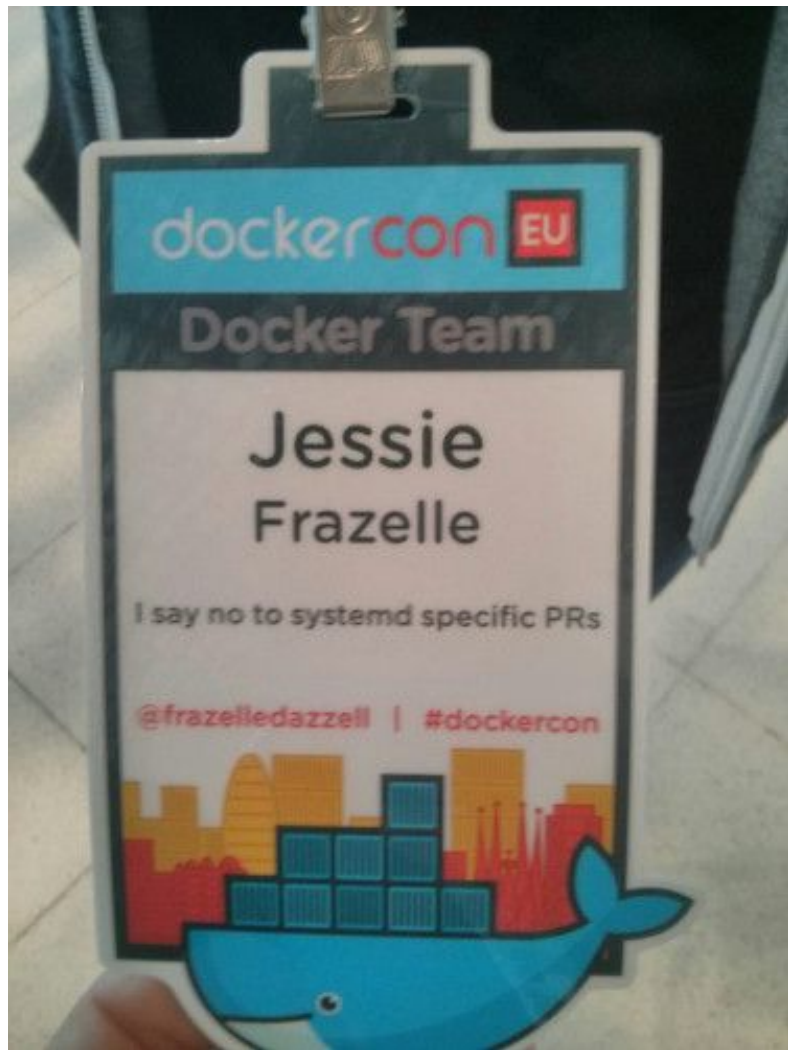 dockercon EU
Docker Team
Jessie
Frazelle
I say no to systemd specific PRs
@frazelledazzell | #dockercon